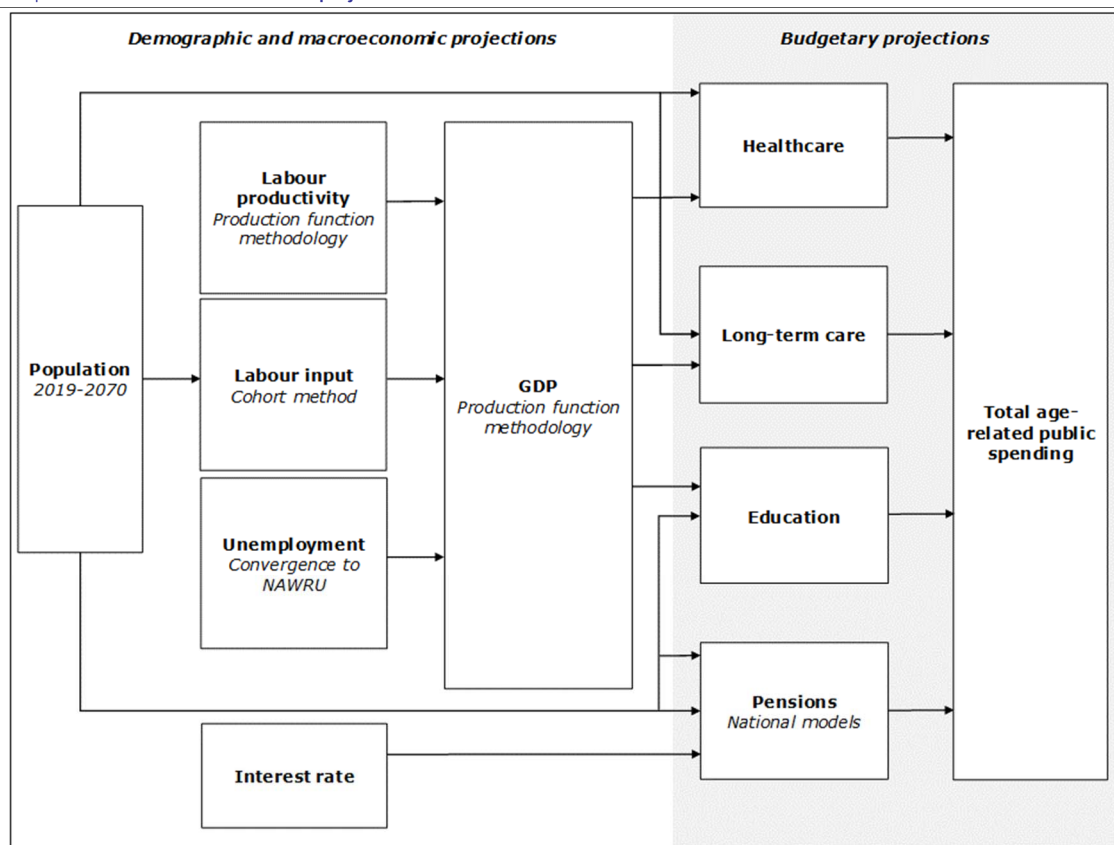 Demographic and macroeconomic projections
Budgetary projections
Healthcare
Labour
productivity
Production function
methodology
Long-term care
Population
2019-2070
Labour input
Cohort method
GDP
Production function
methodology
Total age-
related public
spending
Education
Unemployment
Convergence to
NAWRU
Pensions
National models
Interest rate